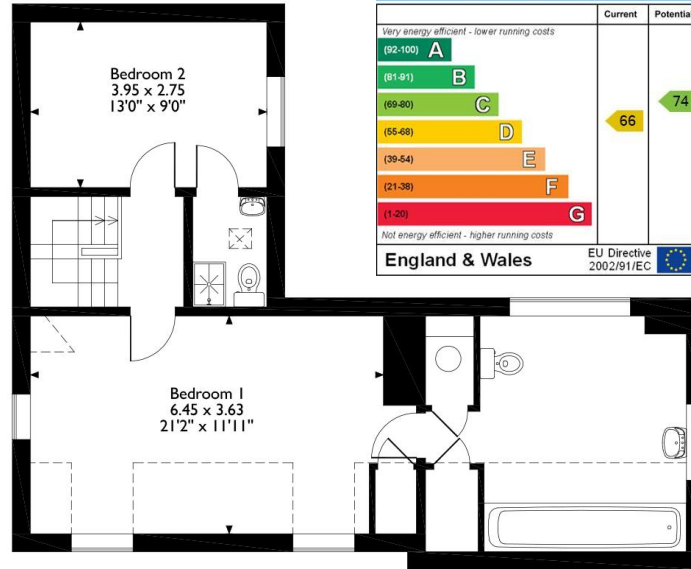 Bedroom 2
3.95 x 2.75
13'0" x 9'0"
Bedroom 1
6.45 x 3.63
21'2" x 11'11"
Current
Potential
Very energy efficient - lower running costs
(92-100) A
(81-91) B
(69-80) C
(55-68) D
(39-54) E
(21-38) F
(1-20) G
Not energy efficient - higher running costs
66
74
England & Wales
EU Directive
2002/91/EC